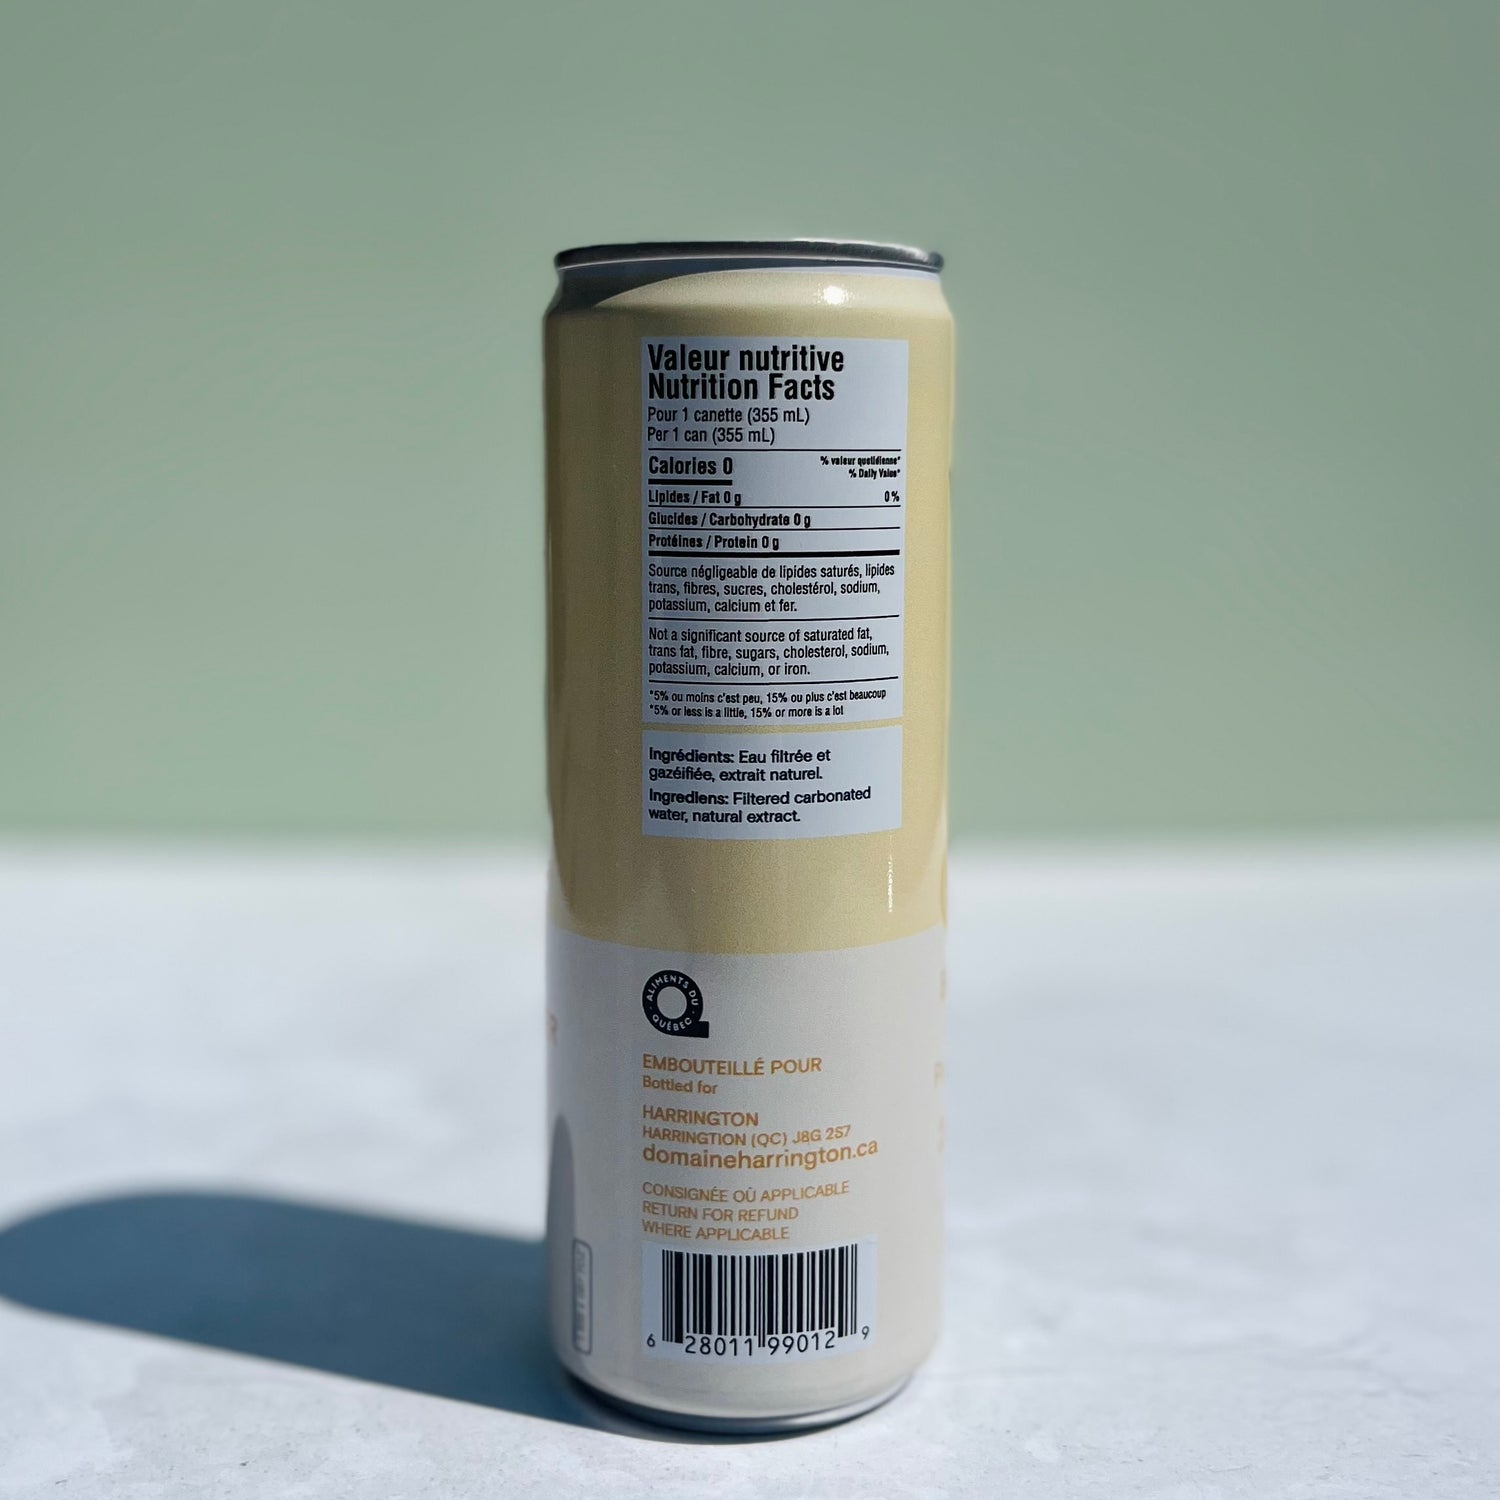 Valeur nutritive
Nutrition Facts
Pour 1 canette (355 mL)
Per 1 can (355 mL)
Calories 0
% valeur quotidienne*
% Daily Value*
Lipides / Fat 0 g 0 %
Glucides / Carbohydrate 0 g
Protéines / Protein 0 g
Source négligeable de lipides saturés, lipides
trans, fibres, sucres, cholestérol, sodium,
potassium, calcium et fer.
Not a significant source of saturated fat,
trans fat, fibre, sugars, cholesterol, sodium,
potassium, calcium, or iron.
*5% ou moins c'est peu, 15% ou plus c'est beaucoup
*5% or less is a little, 15% or more is a lot
Ingrédients: Eau filtrée et
gazéifiée, extrait naturel.
Ingrediens: Filtered carbonated
water, natural extract.
ALIMENTS DU
QUÉBEC
EMBOUTEILLÉ POUR
Bottled for
HARRINGTON
HARRINGTION (QC) J8G 2S7
domaineharrington.ca
CONSIGNÉE OÙ APPLICABLE
RETURN FOR REFUND
WHERE APPLICABLE
6 28011 99012 9